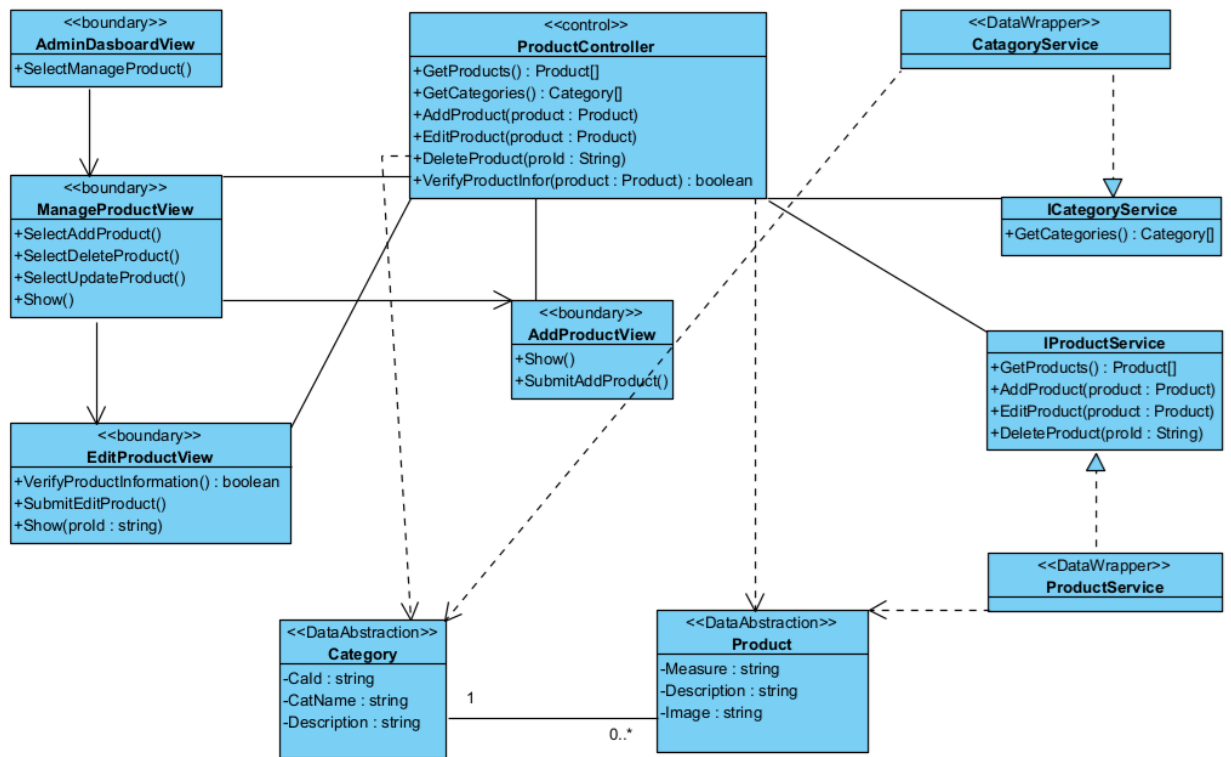 <<boundary>>
AdminDasboardView
+SelectManageProduct()
<<control>>
ProductController
+GetProducts() : Product[]
+GetCategories() : Category[]
+AddProduct(product : Product)
+EditProduct(product : Product)
+DeleteProduct(proId : String)
+VerifyProductInfor(product : Product) : boolean
<<DataWrapper>>
CatagoryService
<<boundary>>
ManageProductView
+SelectAddProduct()
+SelectDeleteProduct()
+SelectUpdateProduct()
+Show()
ICategoryService
+GetCategories() : Category[]
<<boundary>>
AddProductView
+Show()
+SubmitAddProduct()
IProductService
+GetProducts() : Product[]
+AddProduct(product : Product)
+EditProduct(product : Product)
+DeleteProduct(proId : String)
<<boundary>>
EditProductView
+VerifyProductInformation() : boolean
+SubmitEditProduct()
+Show(proId : string)
<<DataWrapper>>
ProductService
<<DataAbstraction>>
Category
-CaId : string
-CatName : string
-Description : string
1
0..*
<<DataAbstraction>>
Product
-Measure : string
-Description : string
-Image : string